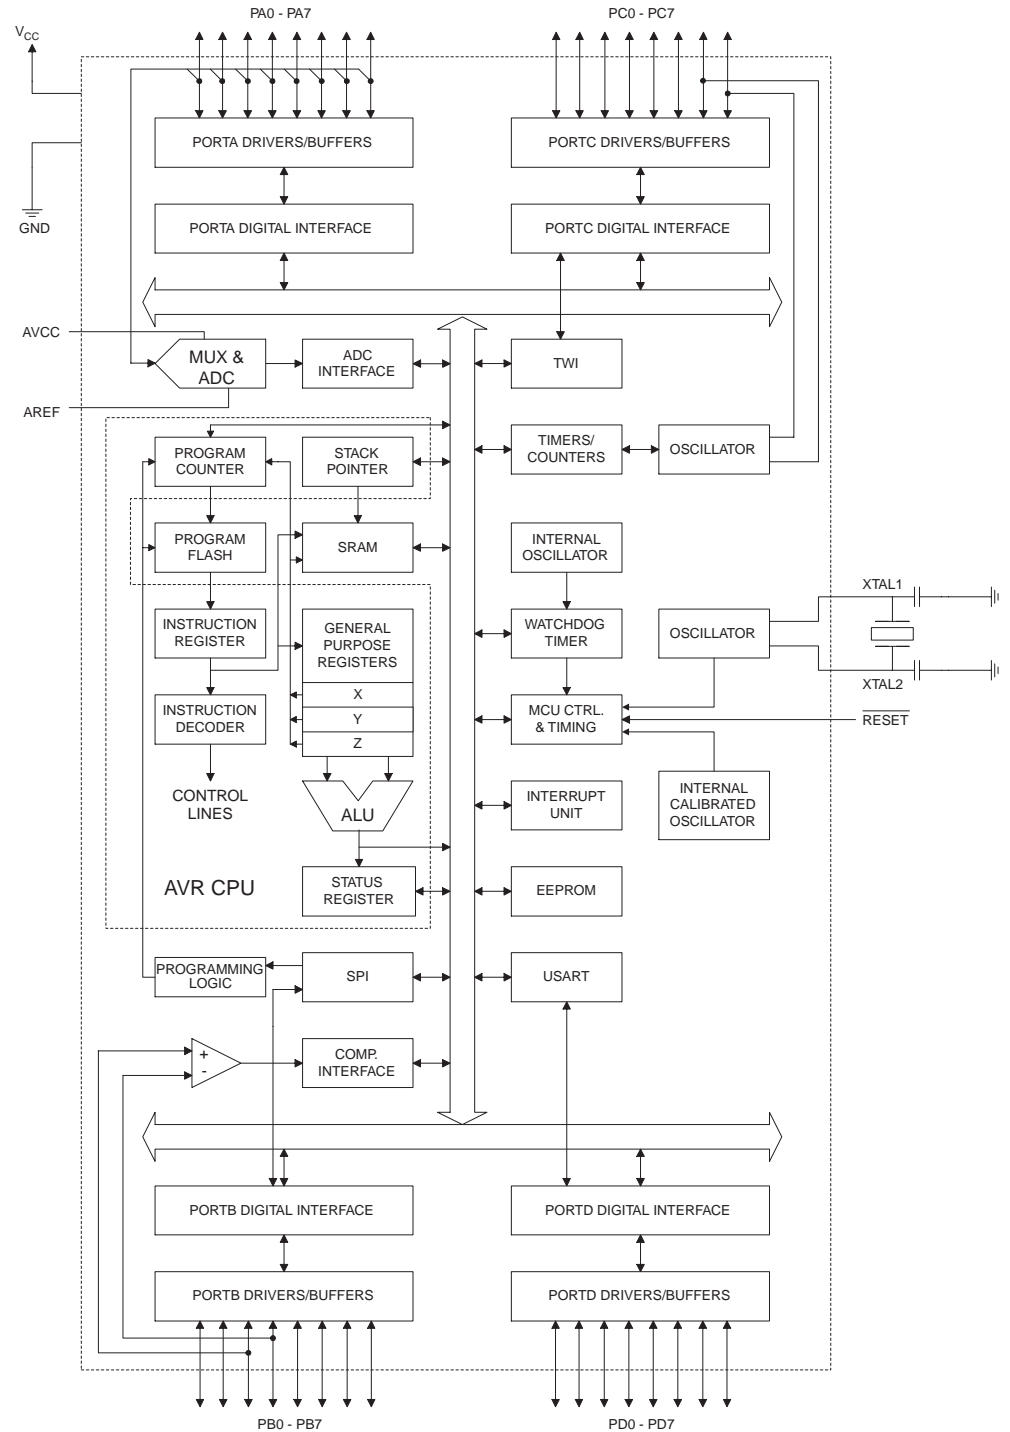 PA0 - PA7
PC0 - PC7
VCC
PORTA DRIVERS/BUFFERS
PORTC DRIVERS/BUFFERS
GND
PORTA DIGITAL INTERFACE
PORTC DIGITAL INTERFACE
AVCC
MUX &
ADC
ADC
INTERFACE
TWI
AREF
PROGRAM
COUNTER
STACK
POINTER
TIMERS/
COUNTERS
OSCILLATOR
PROGRAM
FLASH
SRAM
INTERNAL
OSCILLATOR
XTAL1
INSTRUCTION
REGISTER
GENERAL
PURPOSE
REGISTERS
WATCHDOG
TIMER
OSCILLATOR
XTAL2
X
Y
Z
INSTRUCTION
DECODER
MCU CTRL.
& TIMING
RESET
CONTROL
LINES
ALU
INTERRUPT
UNIT
INTERNAL
CALIBRATED
OSCILLATOR
AVR CPU
STATUS
REGISTER
EEPROM
PROGRAMMING
LOGIC
SPI
USART
+
-
COMP.
INTERFACE
PORTB DIGITAL INTERFACE
PORTD DIGITAL INTERFACE
PORTB DRIVERS/BUFFERS
PORTD DRIVERS/BUFFERS
PB0 - PB7
PD0 - PD7